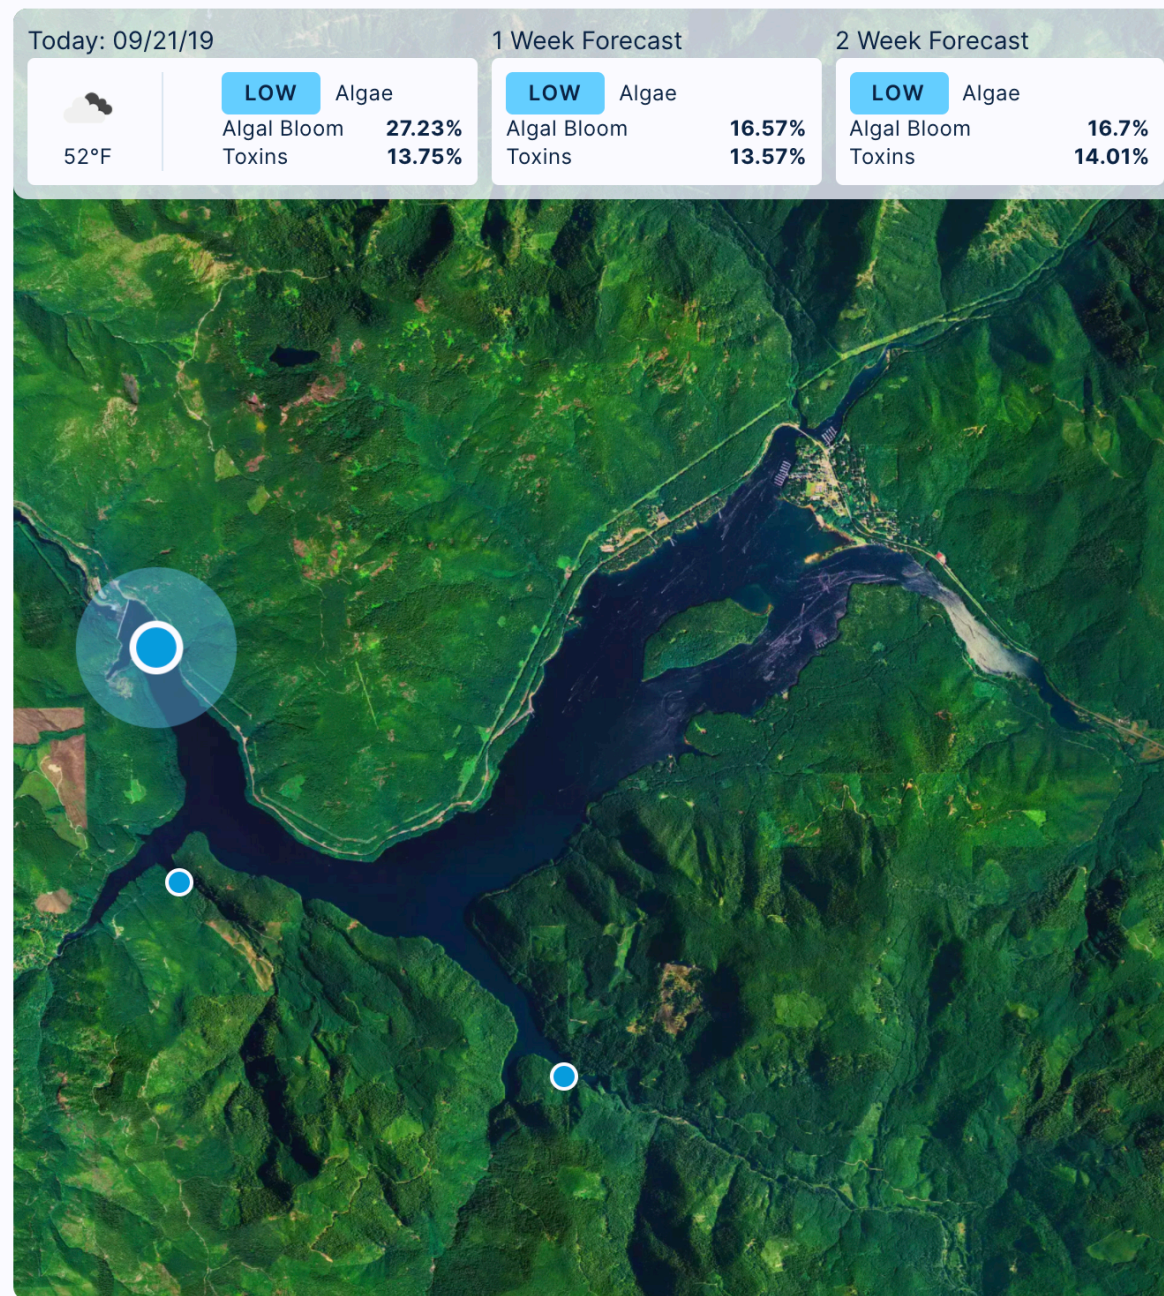 Today: 09/21/19
LOW Algae
Algal Bloom 27.23%
Toxins 13.75%
52°F
1 Week Forecast
LOW Algae
Algal Bloom 16.57%
Toxins 13.57%
2 Week Forecast
LOW Algae
Algal Bloom 16.7%
Toxins 14.01%